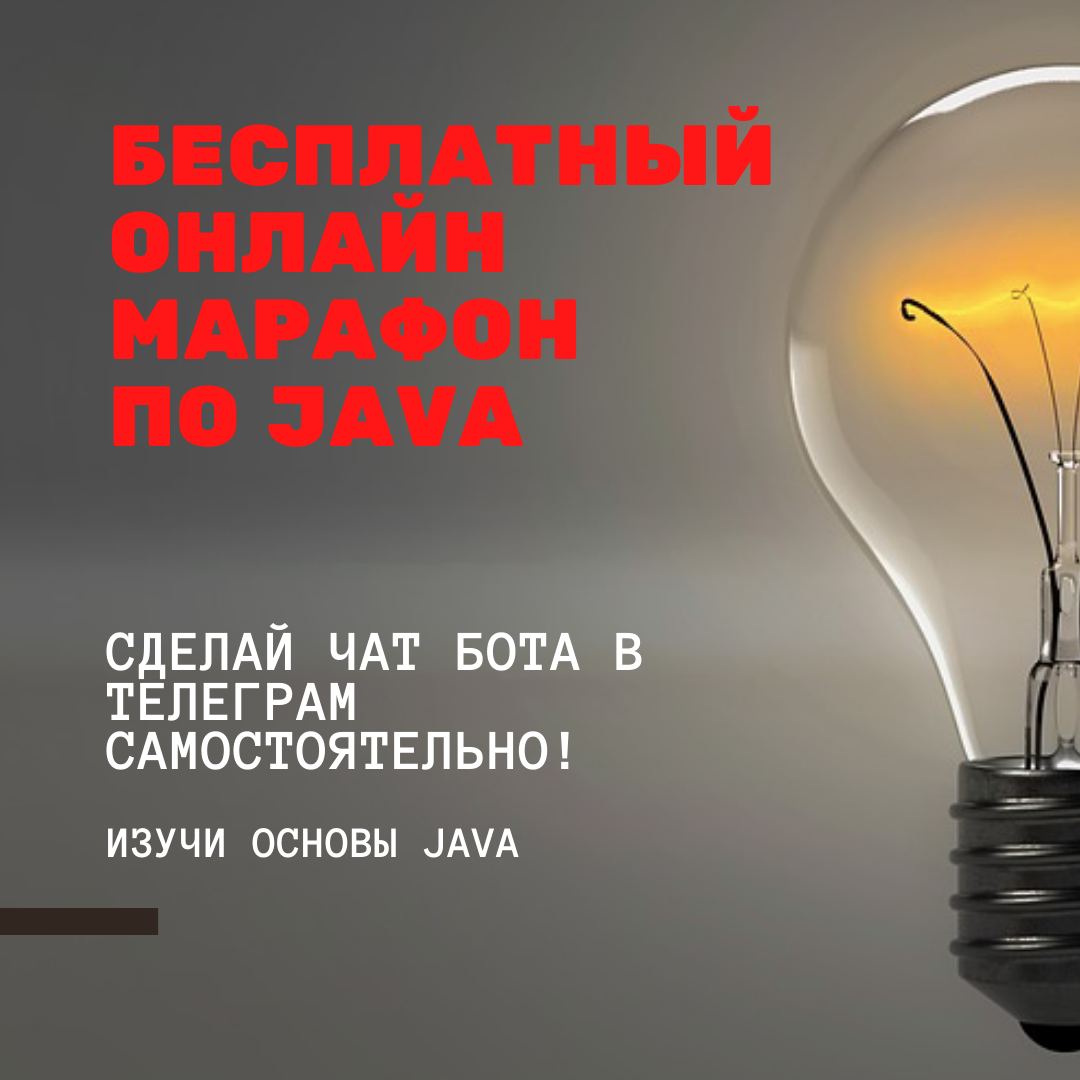 БЕСПЛАТНЫЙ
ОНЛАЙН
МАРАФОН
ПО JAVA
СДЕЛАЙ ЧАТ БОТА В
ТЕЛЕГРАМ
САМОСТОЯТЕЛЬНО!
ИЗУЧИ ОСНОВЫ JAVA